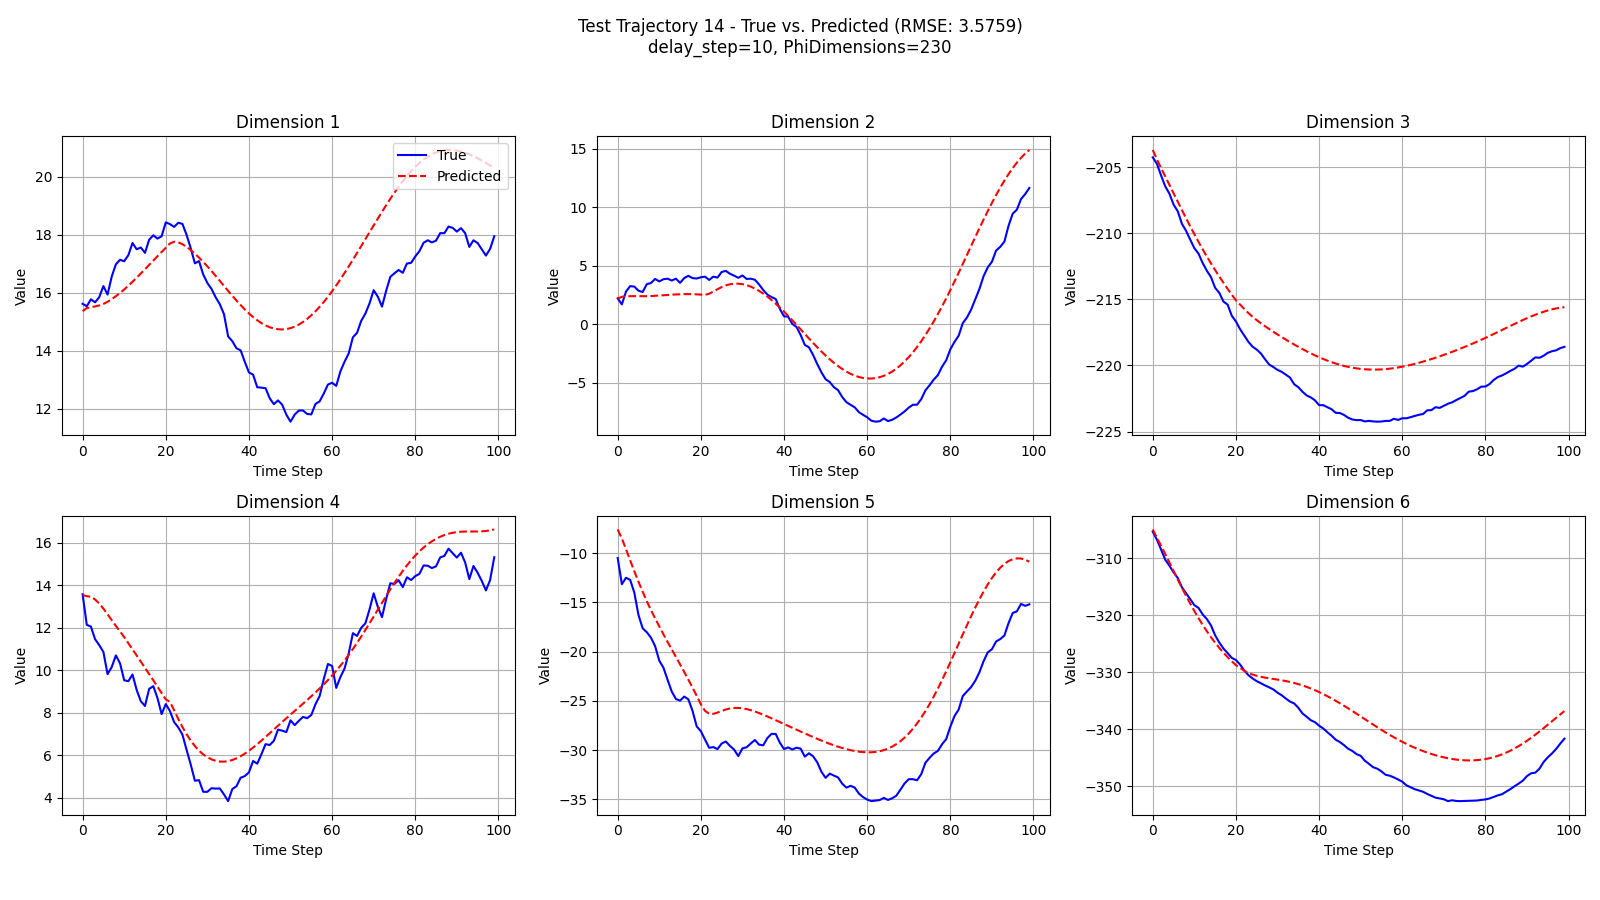 Test Trajectory 14 - True vs. Predicted (RMSE: 3.5759)
delay_step=10, PhiDimensions=230
Dimension 1
True
Predicted
Value
20
18
16
14
12
0 20 40 60 80 100
Time Step
Dimension 2
Value
15
10
5
0
−5
0 20 40 60 80 100
Time Step
Dimension 3
Value
−205
−210
−215
−220
−225
0 20 40 60 80 100
Time Step
Dimension 4
Value
16
14
12
10
8
6
4
0 20 40 60 80 100
Time Step
Dimension 5
Value
−10
−15
−20
−25
−30
−35
0 20 40 60 80 100
Time Step
Dimension 6
Value
−310
−320
−330
−340
−350
0 20 40 60 80 100
Time Step